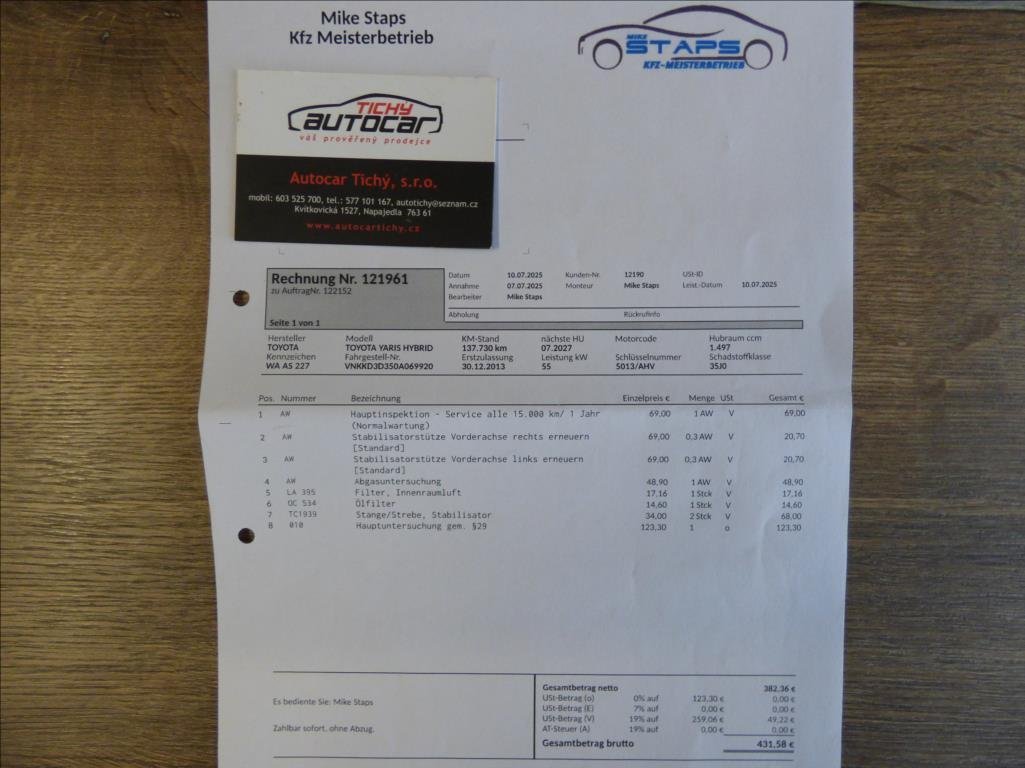 Mike Staps
Kfz Meisterbetrieb
MIKE
STAPS
KFZ-MEISTERBETRIEB
TICHÝ
autocar
váš prověřený prodejce
Autocar Tichý, s.r.o.
mobil: 603 525 700, tel.: 577 101 167, autotichy@seznam.cz
Kvítkovická 1527, Napajedla 763 61
www.autocartichy.cz
Rechnung Nr. 121961
zu AuftragNr. 122152
Seite 1 von 1
Datum 10.07.2025 Kunden-Nr. 12190 USt-ID
Annahme 07.07.2025 Monteur Mike Staps Leist.-Datum 10.07.2025
Bearbeiter Mike Staps
Abholung Rückrufinfo
Hersteller Modell KM-Stand nächste HU Motorcode Hubraum ccm
TOYOTA TOYOTA YARIS HYBRID 137.730 km 07.2027 1.497
Kennzeichen Fahrgestell-Nr. Erstzulassung Leistung kW Schlüsselnummer Schadstoffklasse
WA AS 227 VNKKD3D350A069920 30.12.2013 55 5013/AHV 35J0
Pos. Nummer Bezeichnung Einzelpreis € Menge USt Gesamt €
1 AW Hauptinspektion - Service alle 15.000 km/ 1 Jahr 69,00 1 AW V 69,00
(Normalwartung)
2 AW Stabilisatorstütze Vorderachse rechts erneuern 69,00 0,3 AW V 20,70
[Standard]
3 AW Stabilisatorstütze Vorderachse links erneuern 69,00 0,3 AW V 20,70
[Standard]
4 AW Abgasuntersuchung 48,90 1 AW V 48,90
5 LA 395 Filter, Innenraumluft 17,16 1 Stck V 17,16
6 OC 534 Ölfilter 14,60 1 Stck V 14,60
7 TC1939 Stange/Strebe, Stabilisator 34,00 2 Stck V 68,00
8 010 Hauptuntersuchung gem. §29 123,30 1 o 123,30
Es bediente Sie: Mike Staps
Zahlbar sofort, ohne Abzug.
Gesamtbetrag netto 382,36 €
USt-Betrag (o) 0% auf 123,30 € 0,00 €
USt-Betrag (E) 7% auf 0,00 € 0,00 €
USt-Betrag (V) 19% auf 259,06 € 49,22 €
AT-Steuer (A) 19% auf 0,00 € 0,00 €
Gesamtbetrag brutto 431,58 €